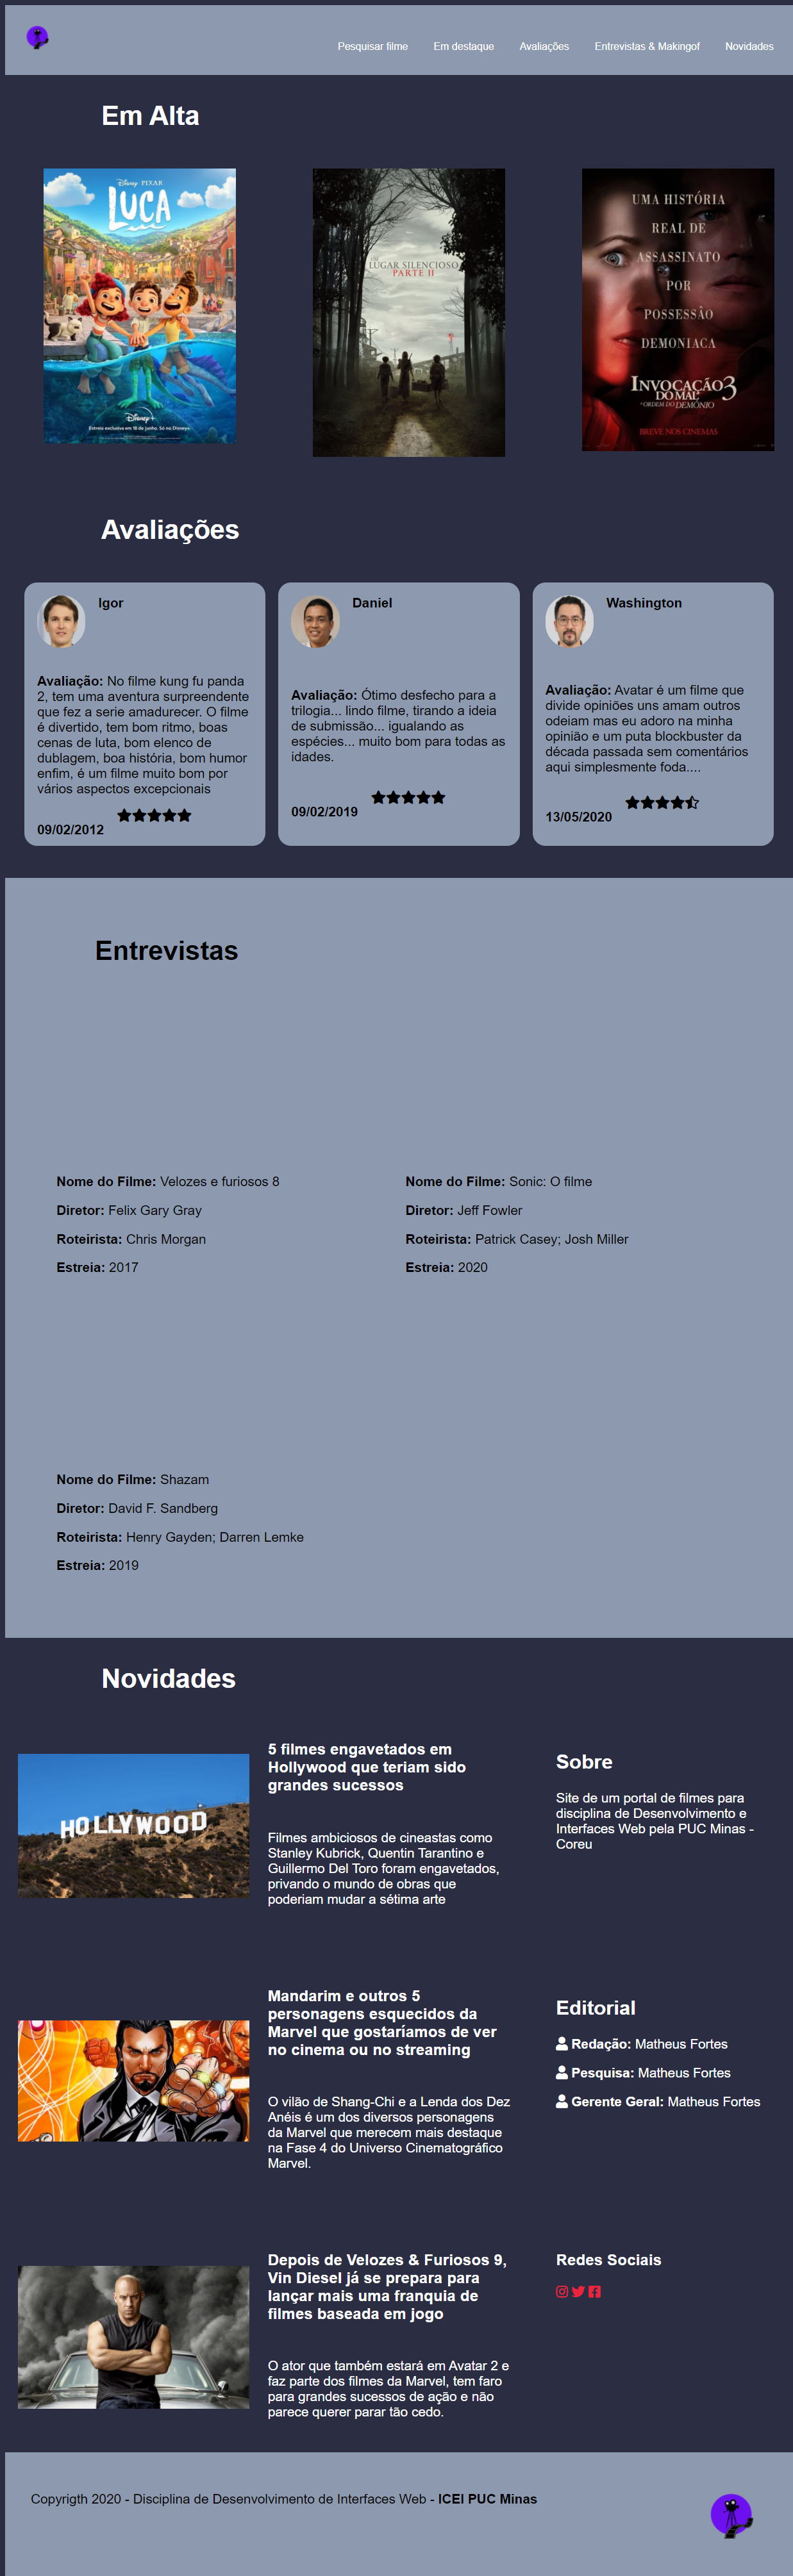 Pesquisar filme Em destaque Avaliações Entrevistas & Makingof Novidades
Em Alta
Disney PIXAR
LUCA
Disney+
Estreia exclusiva em 18 de junho. Só no Disney+.
LUGAR SILENCIOSO
PARTE II
UMA HISTÓRIA
REAL DE
ASSASSINATO
POR
POSSESSÃO
DEMONIACA
INVOCAÇÃO 3
DO MAL
A ORDEM DO DEMÔNIO
BREVE NOS CINEMAS
Avaliações
Igor
Avaliação: No filme kung fu panda
2, tem uma aventura surpreendente
que fez a serie amadurecer. O filme
é divertido, tem bom ritmo, boas
cenas de luta, bom elenco de
dublagem, boa história, bom humor
enfim, é um filme muito bom por
vários aspectos excepcionais
09/02/2012
Daniel
Avaliação: Ótimo desfecho para a
trilogia... lindo filme, tirando a ideia
de submissão... igualando as
espécies... muito bom para todas as
idades.
09/02/2019
Washington
Avaliação: Avatar é um filme que
divide opiniões uns amam outros
odeiam mas eu adoro na minha
opinião e um puta blockbuster da
década passada sem comentários
aqui simplesmente foda....
13/05/2020
Entrevistas
Nome do Filme: Velozes e furiosos 8
Diretor: Felix Gary Gray
Roteirista: Chris Morgan
Estreia: 2017
Nome do Filme: Sonic: O filme
Diretor: Jeff Fowler
Roteirista: Patrick Casey; Josh Miller
Estreia: 2020
Nome do Filme: Shazam
Diretor: David F. Sandberg
Roteirista: Henry Gayden; Darren Lemke
Estreia: 2019
Novidades
HOLLYWOOD
5 filmes engavetados em
Hollywood que teriam sido
grandes sucessos
Filmes ambiciosos de cineastas como
Stanley Kubrick, Quentin Tarantino e
Guillermo Del Toro foram engavetados,
privando o mundo de obras que
poderiam mudar a sétima arte
Sobre
Site de um portal de filmes para
disciplina de Desenvolvimento e
Interfaces Web pela PUC Minas -
Coreu
Mandarim e outros 5
personagens esquecidos da
Marvel que gostaríamos de ver
no cinema ou no streaming
O vilão de Shang-Chi e a Lenda dos Dez
Anéis é um dos diversos personagens
da Marvel que merecem mais destaque
na Fase 4 do Universo Cinematográfico
Marvel.
Editorial
Redação: Matheus Fortes
Pesquisa: Matheus Fortes
Gerente Geral: Matheus Fortes
Depois de Velozes & Furiosos 9,
Vin Diesel já se prepara para
lançar mais uma franquia de
filmes baseada em jogo
O ator que também estará em Avatar 2 e
faz parte dos filmes da Marvel, tem faro
para grandes sucessos de ação e não
parece querer parar tão cedo.
Redes Sociais
Copyrigth 2020 - Disciplina de Desenvolvimento de Interfaces Web - ICEI PUC Minas